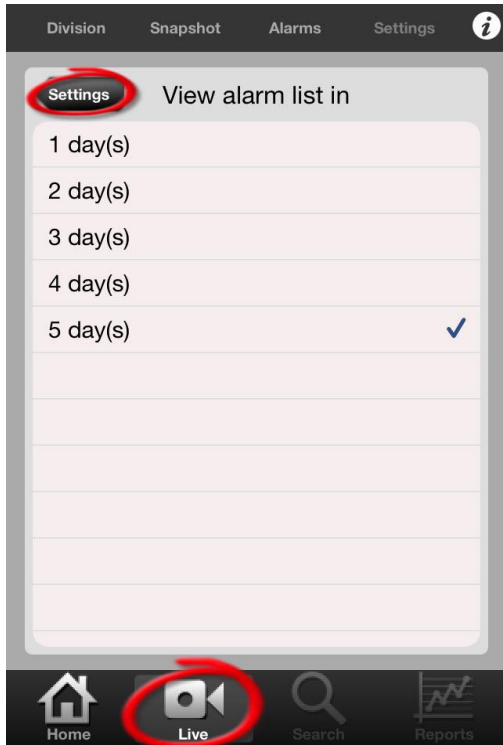 Division Snapshot Alarms Settings i
Settings View alarm list in
1 day(s)
2 day(s)
3 day(s)
4 day(s)
5 day(s)
Home Live Search Reports